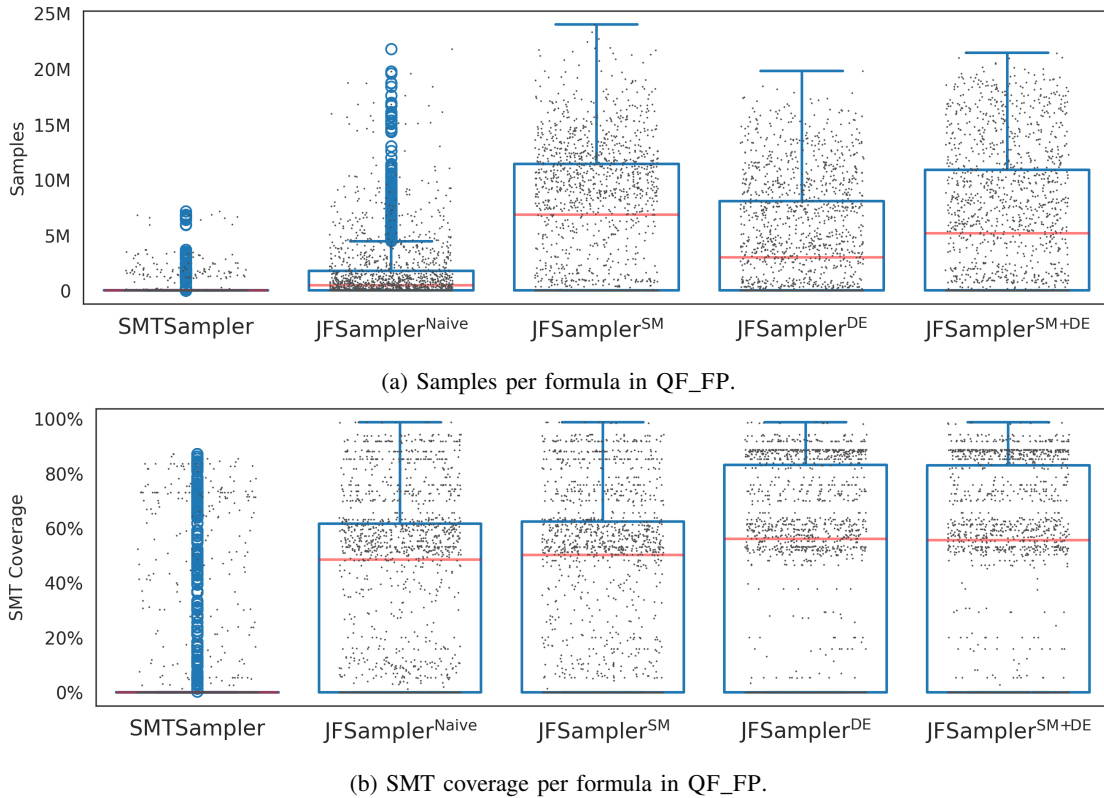 25M
20M
15M
10M
5M
0
Samples
SMTSampler JFSampler^Naive JFSampler^SM JFSampler^DE JFSampler^SM+DE
(a) Samples per formula in QF_FP.
100%
80%
60%
40%
20%
0%
SMT Coverage
SMTSampler JFSampler^Naive JFSampler^SM JFSampler^DE JFSampler^SM+DE
(b) SMT coverage per formula in QF_FP.